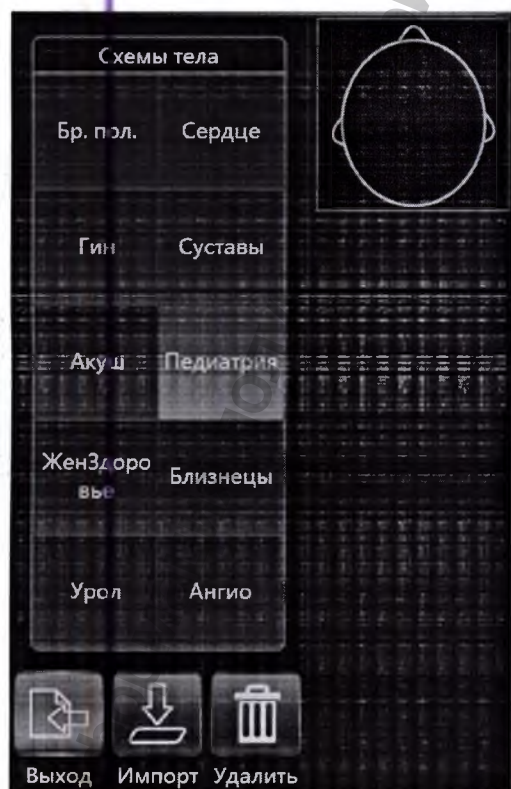 Схемы тела
Бр. пол. Сердце
Гин Суставы
Акуш Педиатрия
ЖенЗдоро
вье
Близнецы
Урол Ангио
Выход Импорт Удалить